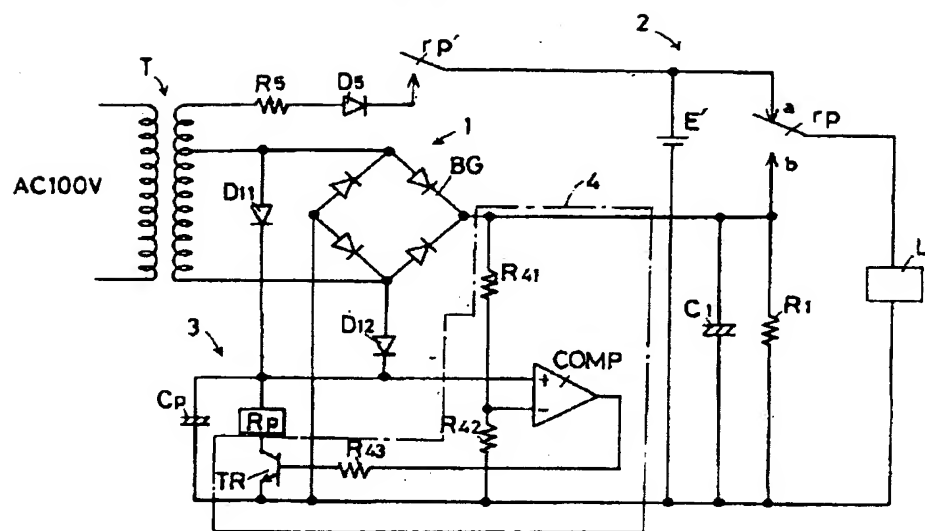 T
AC100V
R5
D5
rp'
2
E'
a
rp
b
1
BG
D11
4
R41
L
C1
R1
D12
3
COMP
+
-
Cp
Rp
R42
R43
TR